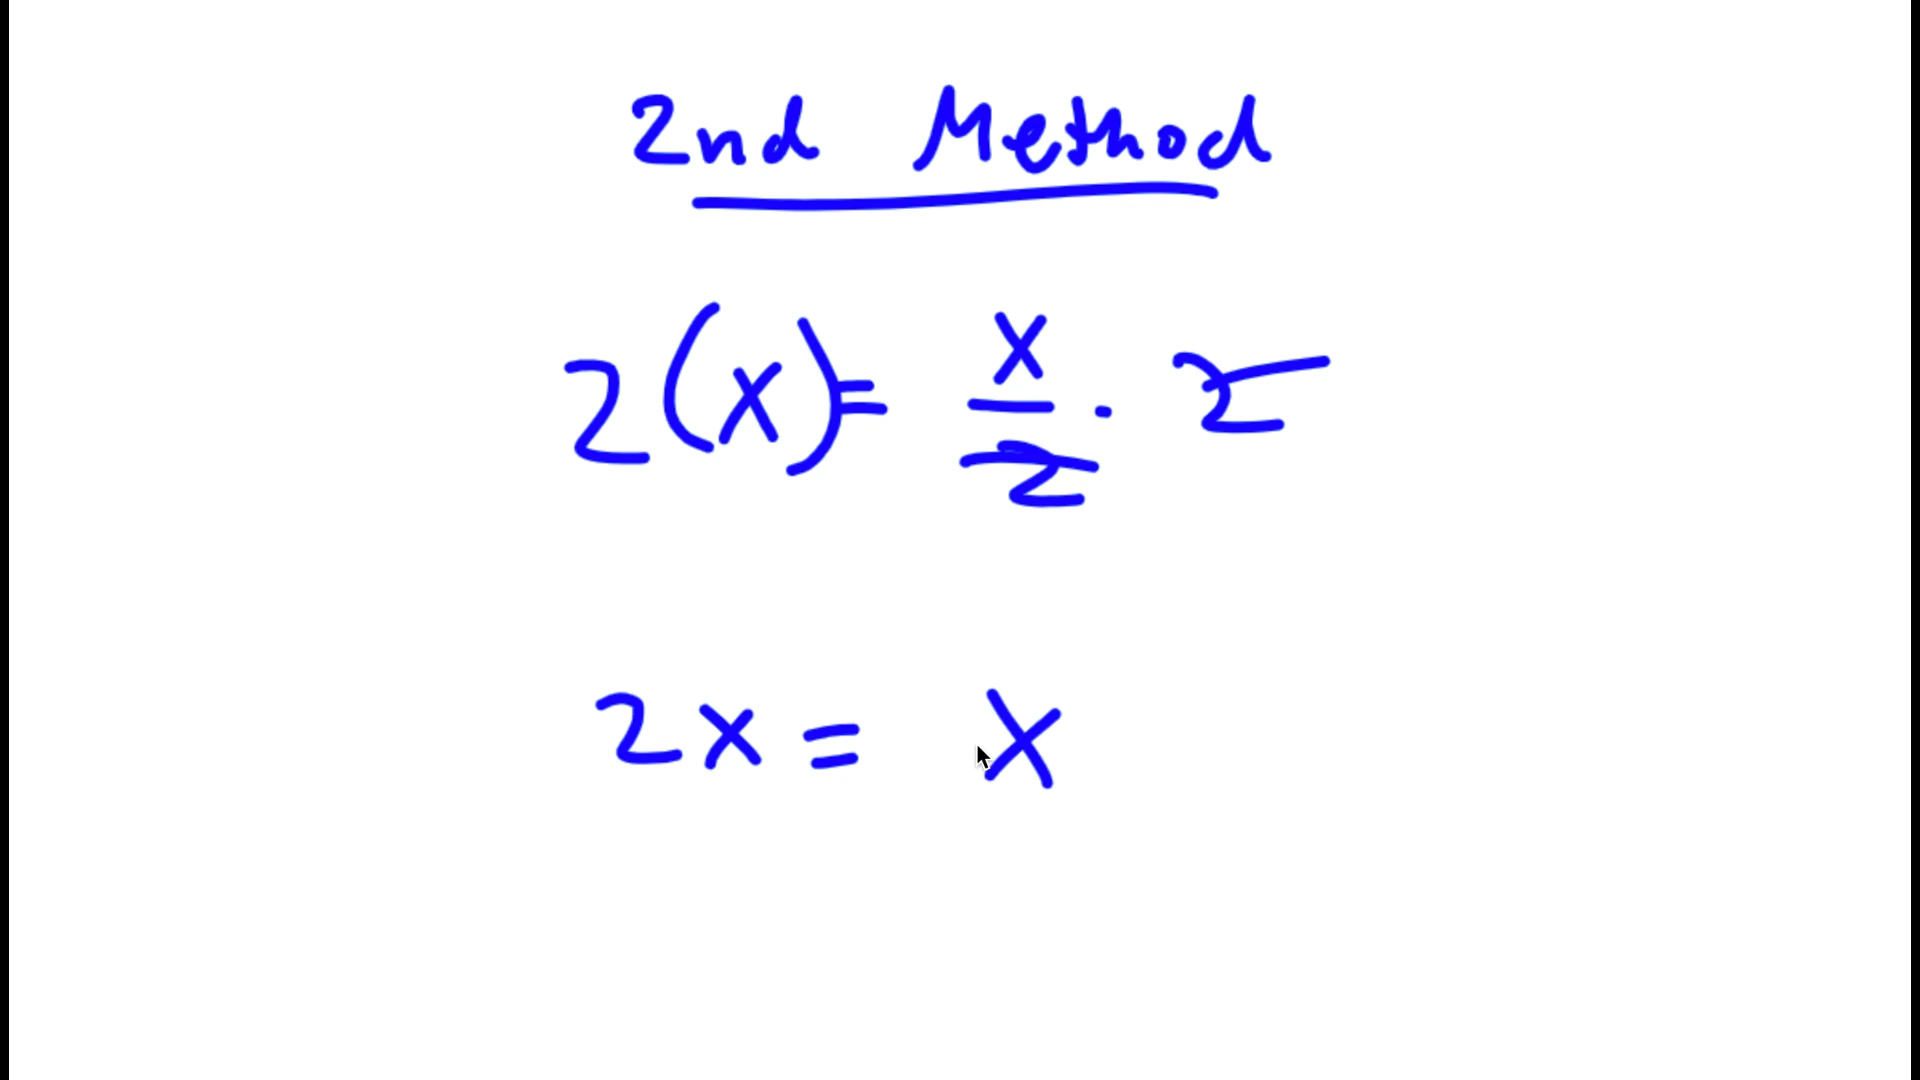 2nd Method
2(x) = x/2 · 2
2x = x